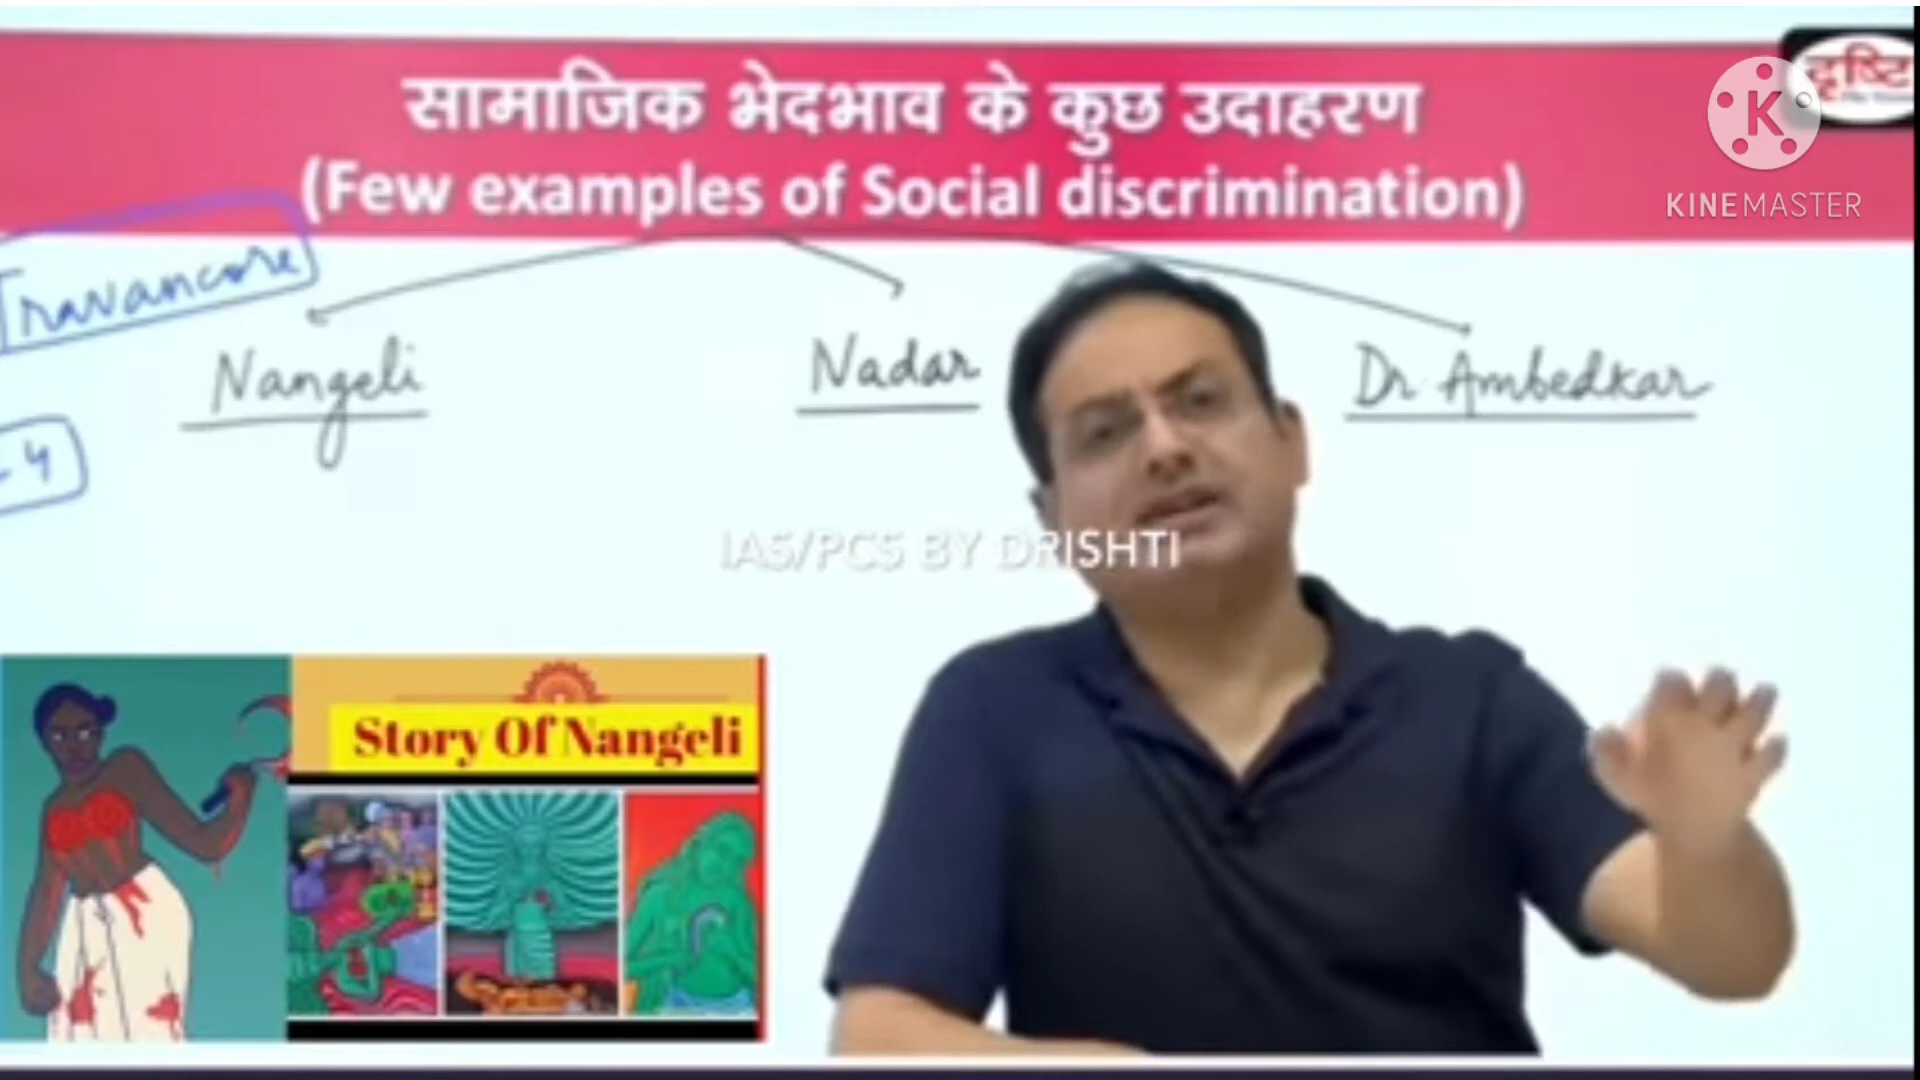 सामाजिक भेदभाव के कुछ उदाहरण
(Few examples of Social discrimination)
दृष्टि
K
KINEMASTER
Travancore
Nangeli
Nadar
Dr. Ambedkar
- 4
IAS/PCS BY DRISHTI
Story Of Nangeli